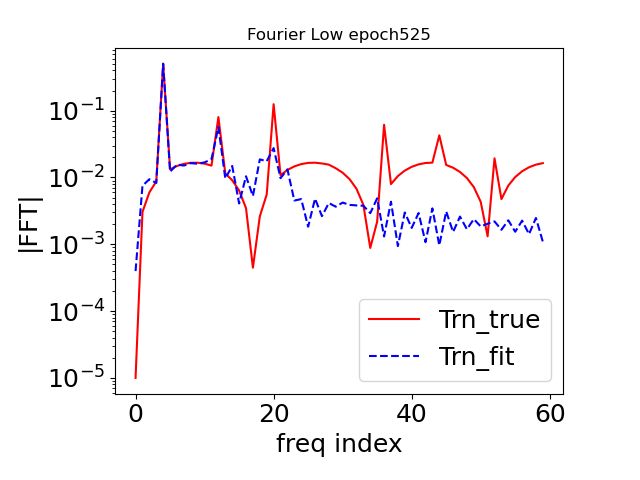 Fourier Low epoch525
10⁻¹
10⁻²
10⁻³
10⁻⁴
10⁻⁵
|FFT|
Trn_true
Trn_fit
0 20 40 60
freq index